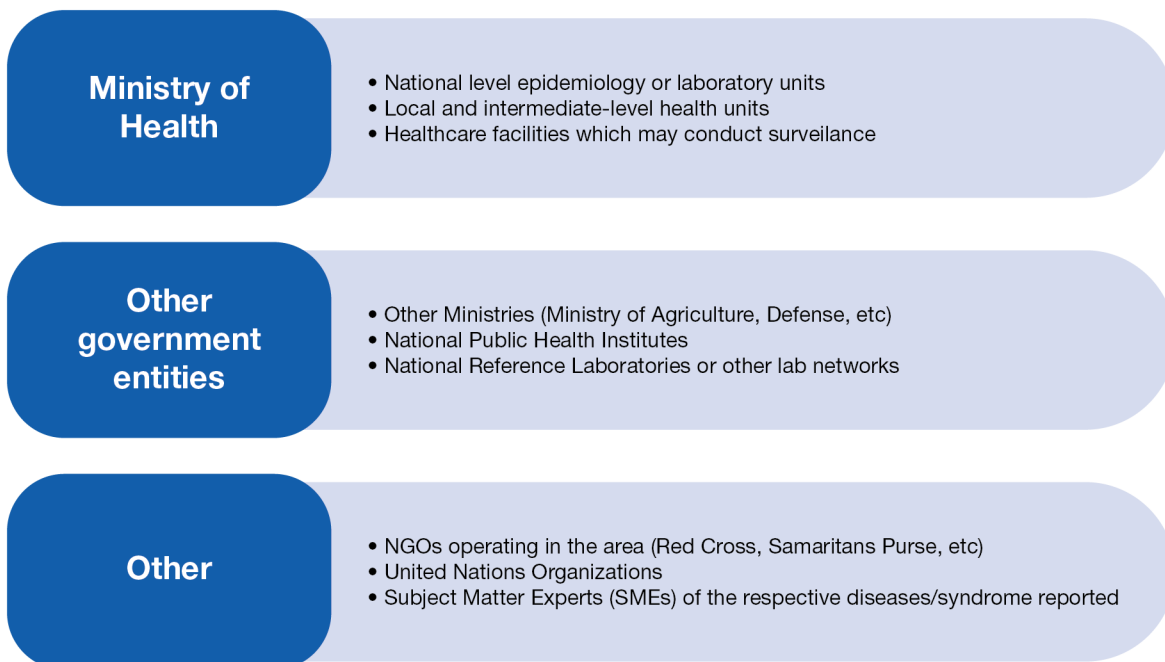 Ministry of
Health
• National level epidemiology or laboratory units
• Local and intermediate-level health units
• Healthcare facilities which may conduct surveilance
Other
government
entities
• Other Ministries (Ministry of Agriculture, Defense, etc)
• National Public Health Institutes
• National Reference Laboratories or other lab networks
Other
• NGOs operating in the area (Red Cross, Samaritans Purse, etc)
• United Nations Organizations
• Subject Matter Experts (SMEs) of the respective diseases/syndrome reported